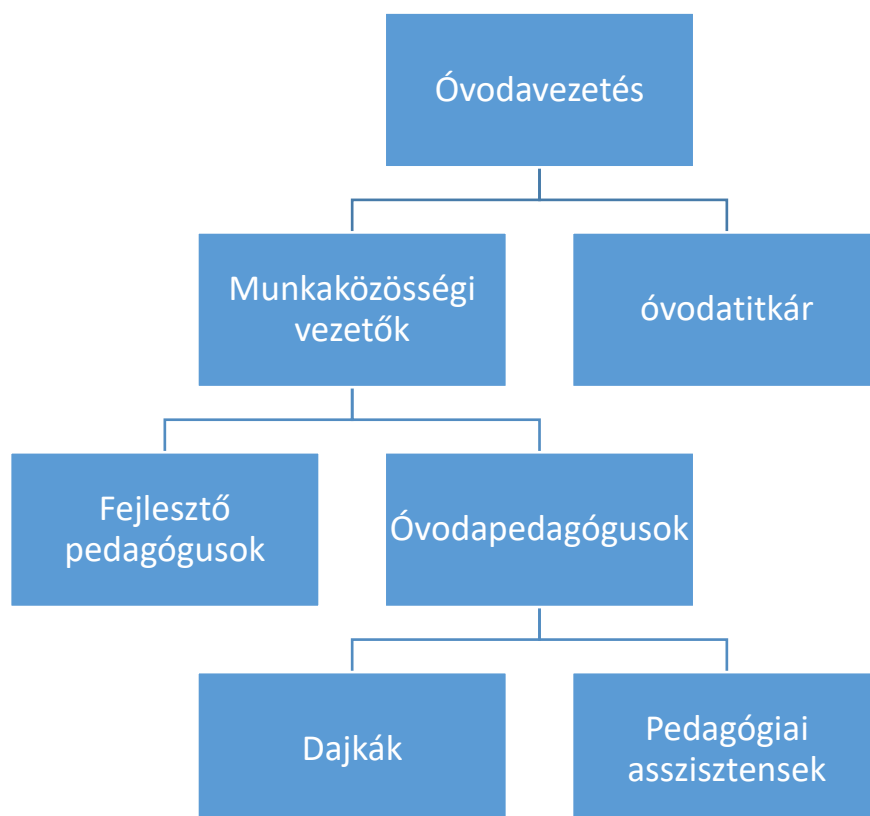 Óvodavezetés
Munkaközösségi
vezetők
óvodatitkár
Fejlesztő
pedagógusok
Óvodapedagógusok
Dajkák
Pedagógiai
asszisztensek